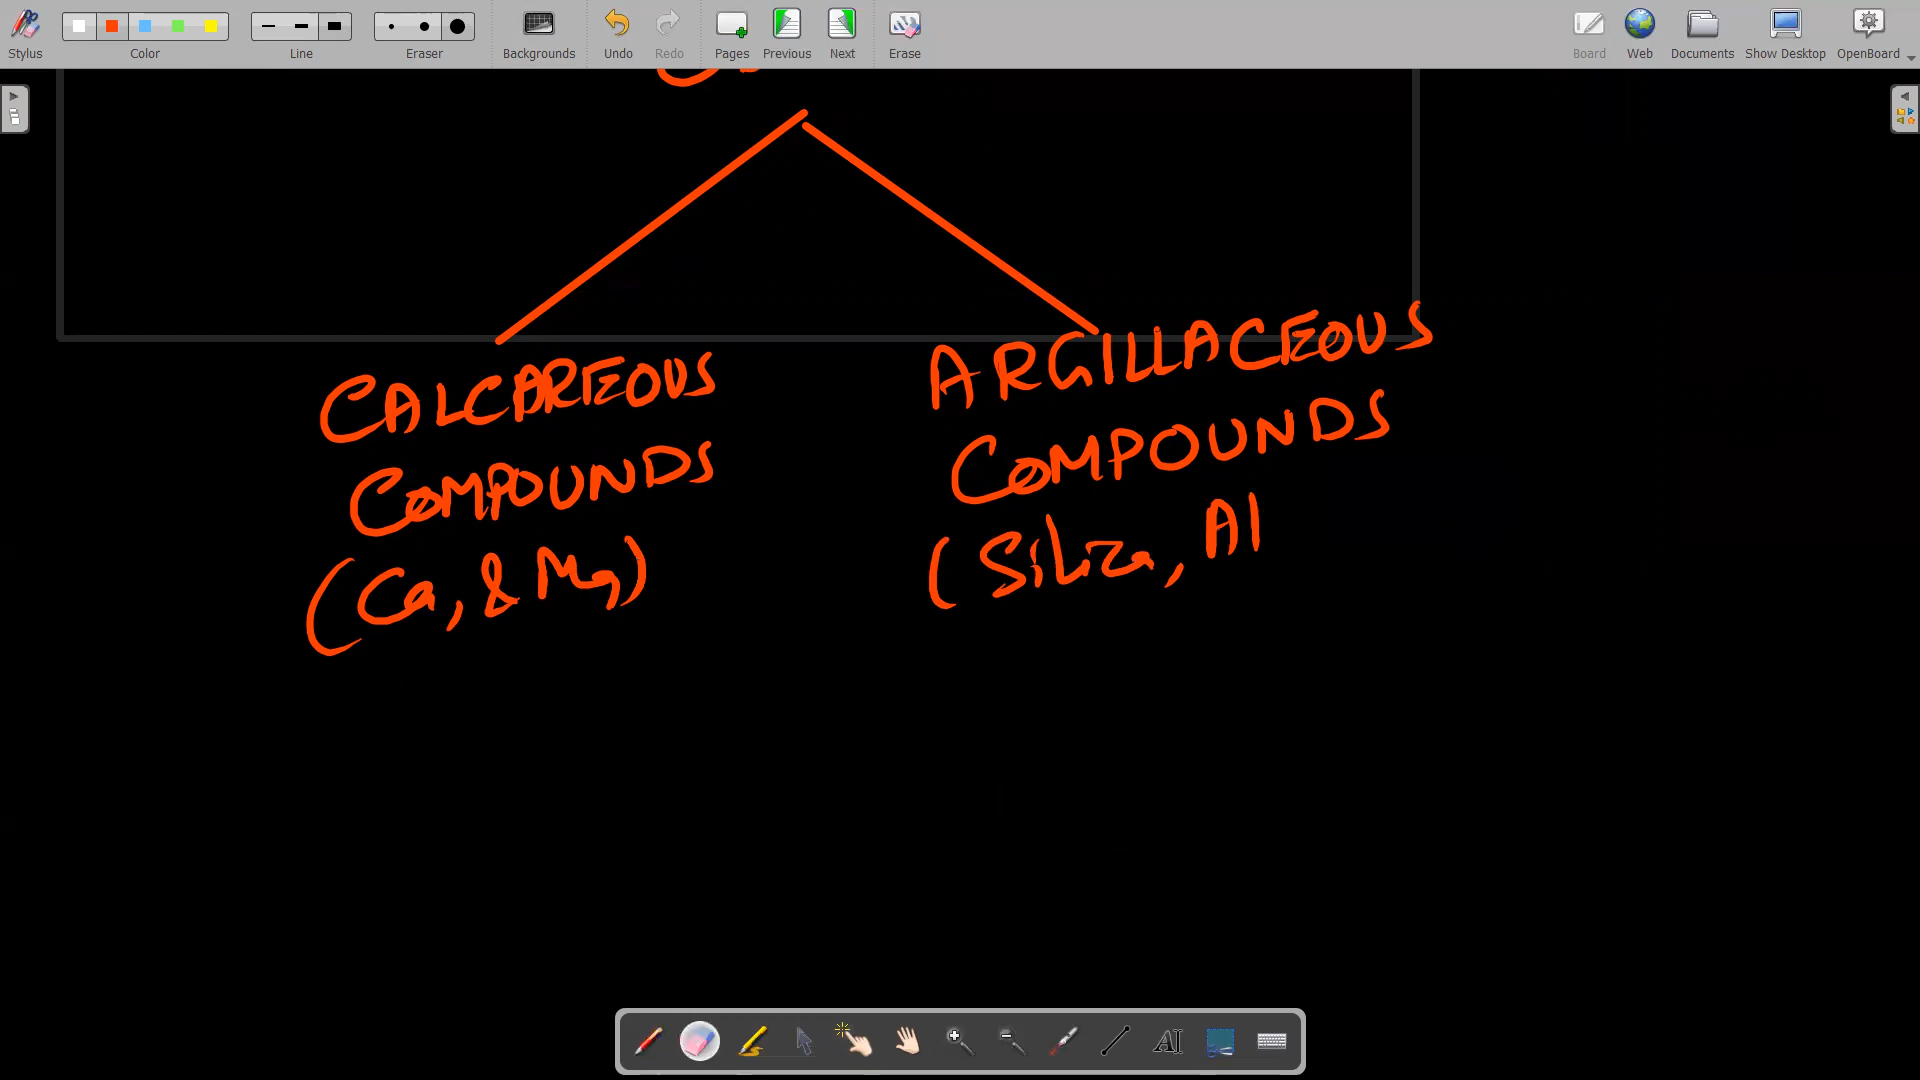 Stylus Color Line Eraser Backgrounds Undo Redo Pages Previous Next Erase Board Web Documents Show Desktop OpenBoard
CALCAREOUS
COMPOUNDS
(Ca, & Mg)
ARGILLACEOUS
COMPOUNDS
(Siliza, Al